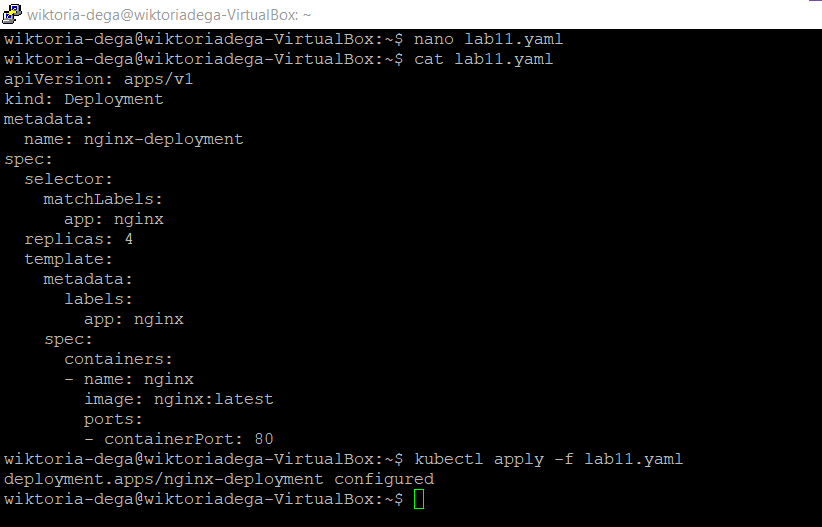 wiktoria-dega@wiktoriadega-VirtualBox: ~
wiktoria-dega@wiktoriadega-VirtualBox:~$ nano lab11.yaml
wiktoria-dega@wiktoriadega-VirtualBox:~$ cat lab11.yaml
apiVersion: apps/v1
kind: Deployment
metadata:
  name: nginx-deployment
spec:
  selector:
    matchLabels:
      app: nginx
  replicas: 4
  template:
    metadata:
      labels:
        app: nginx
    spec:
      containers:
      - name: nginx
        image: nginx:latest
        ports:
        - containerPort: 80
wiktoria-dega@wiktoriadega-VirtualBox:~$ kubectl apply -f lab11.yaml
deployment.apps/nginx-deployment configured
wiktoria-dega@wiktoriadega-VirtualBox:~$